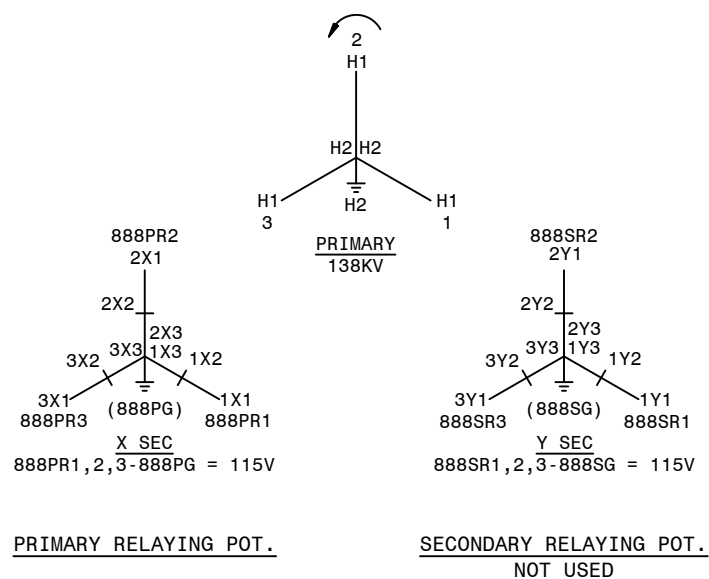 2
H1
H2 H2
H1 H2 H1
3 1
PRIMARY
138KV
888PR2
2X1
2X2
2X3
3X3 1X3
3X2 1X2
3X1 (888PG) 1X1
888PR3 888PR1
X SEC
888PR1,2,3-888PG = 115V
PRIMARY RELAYING POT.
888SR2
2Y1
2Y2
2Y3
3Y3 1Y3
3Y2 1Y2
3Y1 (888SG) 1Y1
888SR3 888SR1
Y SEC
888SR1,2,3-888SG = 115V
SECONDARY RELAYING POT.
NOT USED